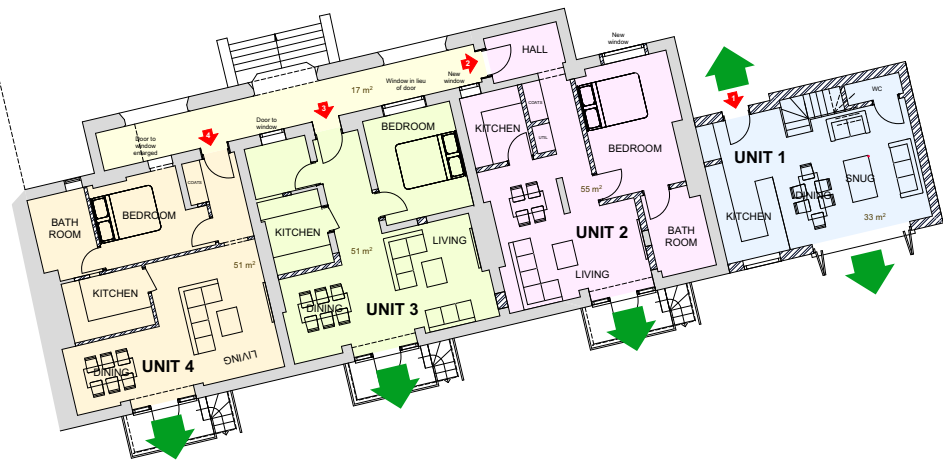 HALL
2
New
window
17 m²
Window in lieu
of door
New
window
3
Door to
window
4
Door to
window
enlarged
COATS
BEDROOM
BATH
ROOM
51 m²
KITCHEN
LIVING
DINING
UNIT 4
BEDROOM
KITCHEN
LIVING
51 m²
DINING
UNIT 3
KITCHEN
COATS
UTIL
BEDROOM
55 m²
UNIT 2
BATH
ROOM
LIVING
1
WC
UNIT 1
SNUG
DINING
KITCHEN
33 m²